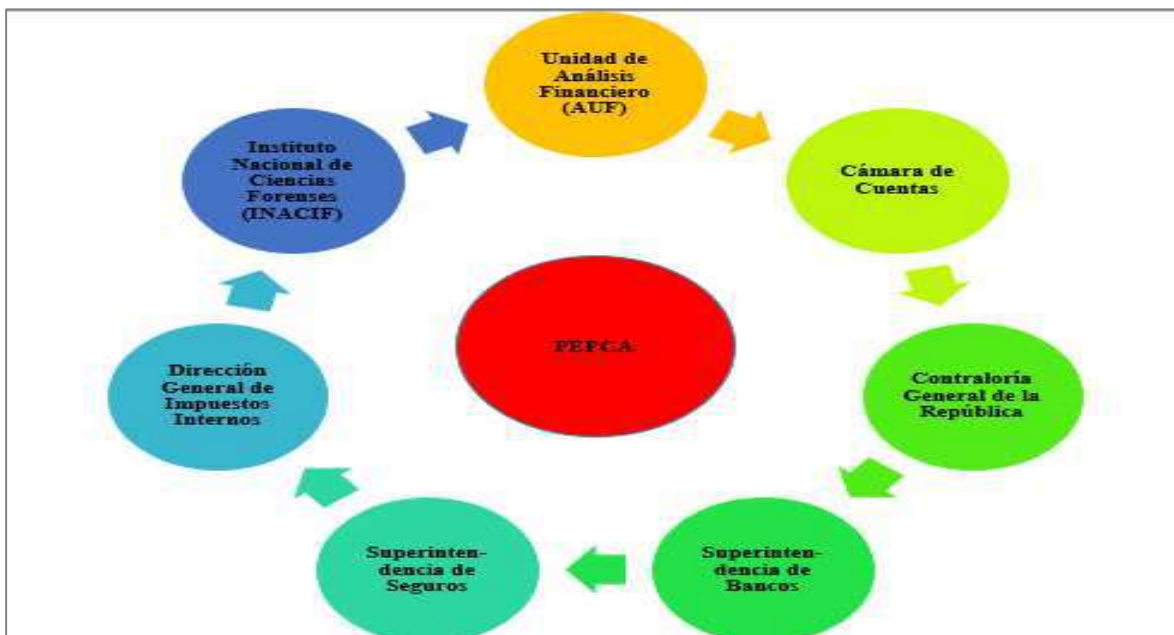 Unidad de
Análisis
Financiero
(AUF)
Cámara de
Cuentas
Contraloría
General de la
República
Superinten-
dencia de
Bancos
Superinten-
dencia de
Seguros
Dirección
General de
Impuestos
Internos
Instituto
Nacional de
Ciencias
Forenses
(INACIF)
PEPCA